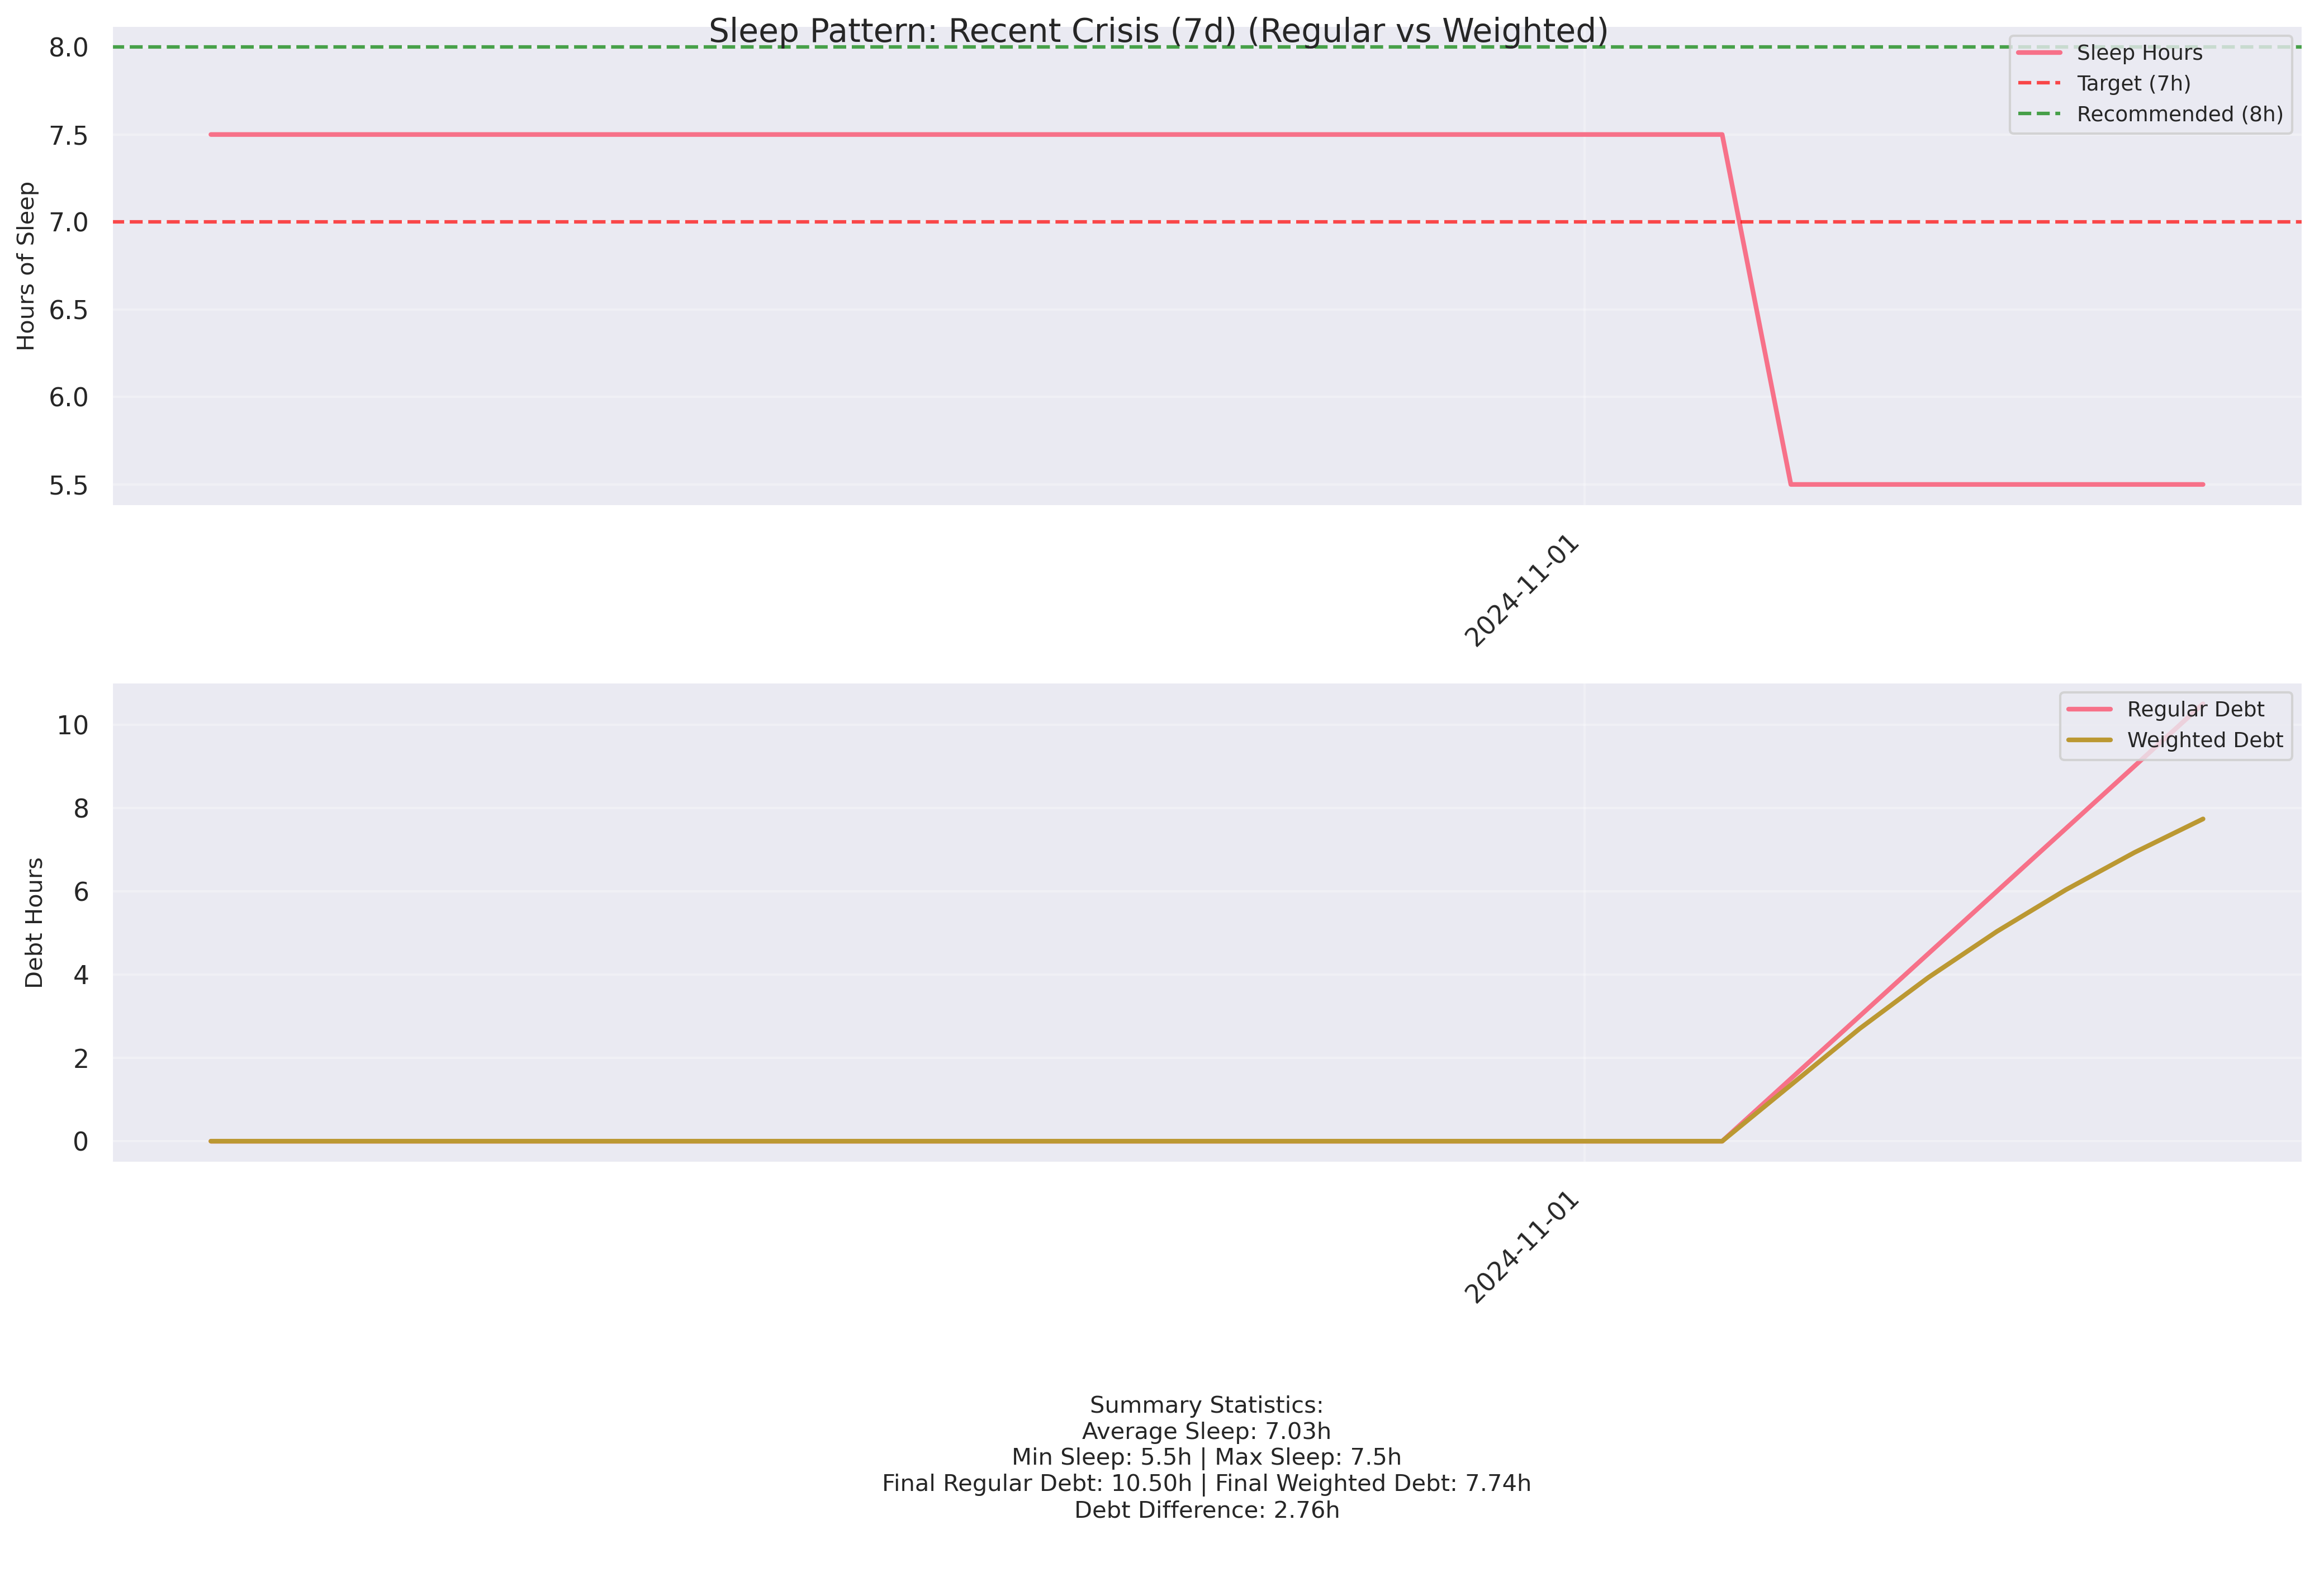 Sleep Pattern: Recent Crisis (7d) (Regular vs Weighted)
8.0
7.5
7.0
6.5
6.0
5.5
Hours of Sleep
Sleep Hours
Target (7h)
Recommended (8h)
2024-11-01
10
8
6
4
2
0
Debt Hours
Regular Debt
Weighted Debt
2024-11-01
Summary Statistics:
Average Sleep: 7.03h
Min Sleep: 5.5h | Max Sleep: 7.5h
Final Regular Debt: 10.50h | Final Weighted Debt: 7.74h
Debt Difference: 2.76h